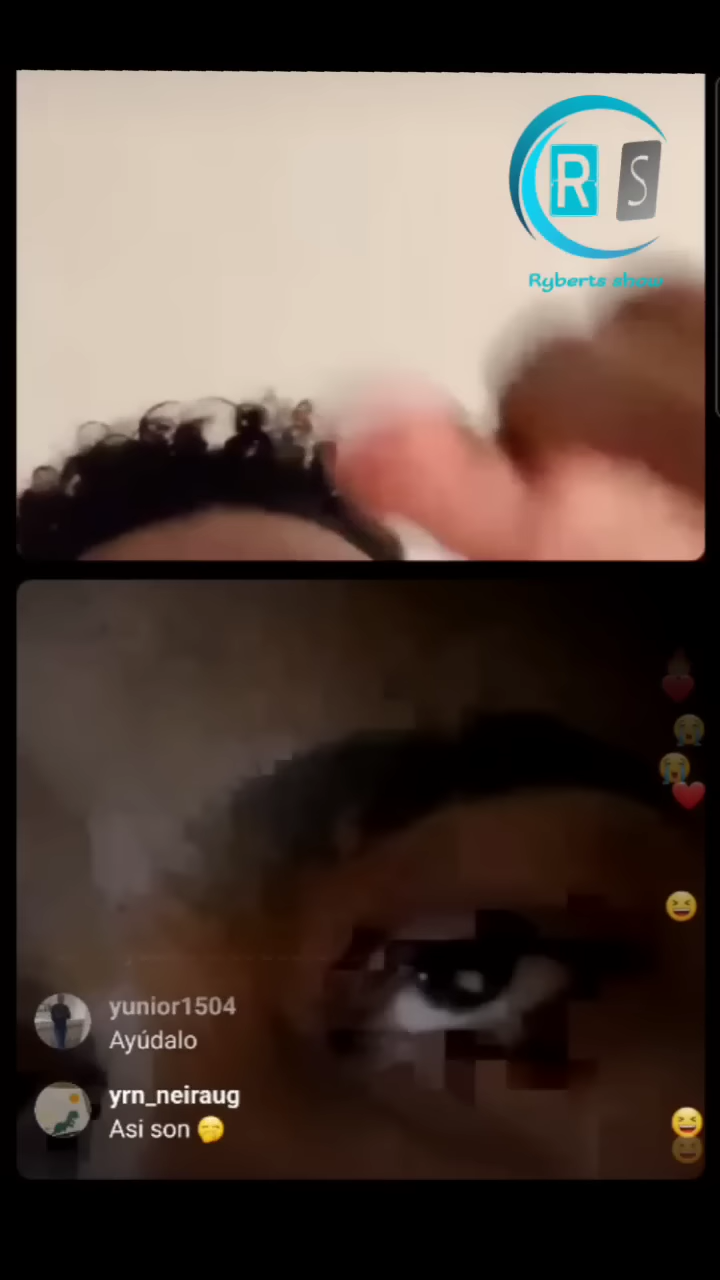 R S
Ryberts show
yunior1504
Ayúdalo
yrn_neiraug
Asi son 🤭